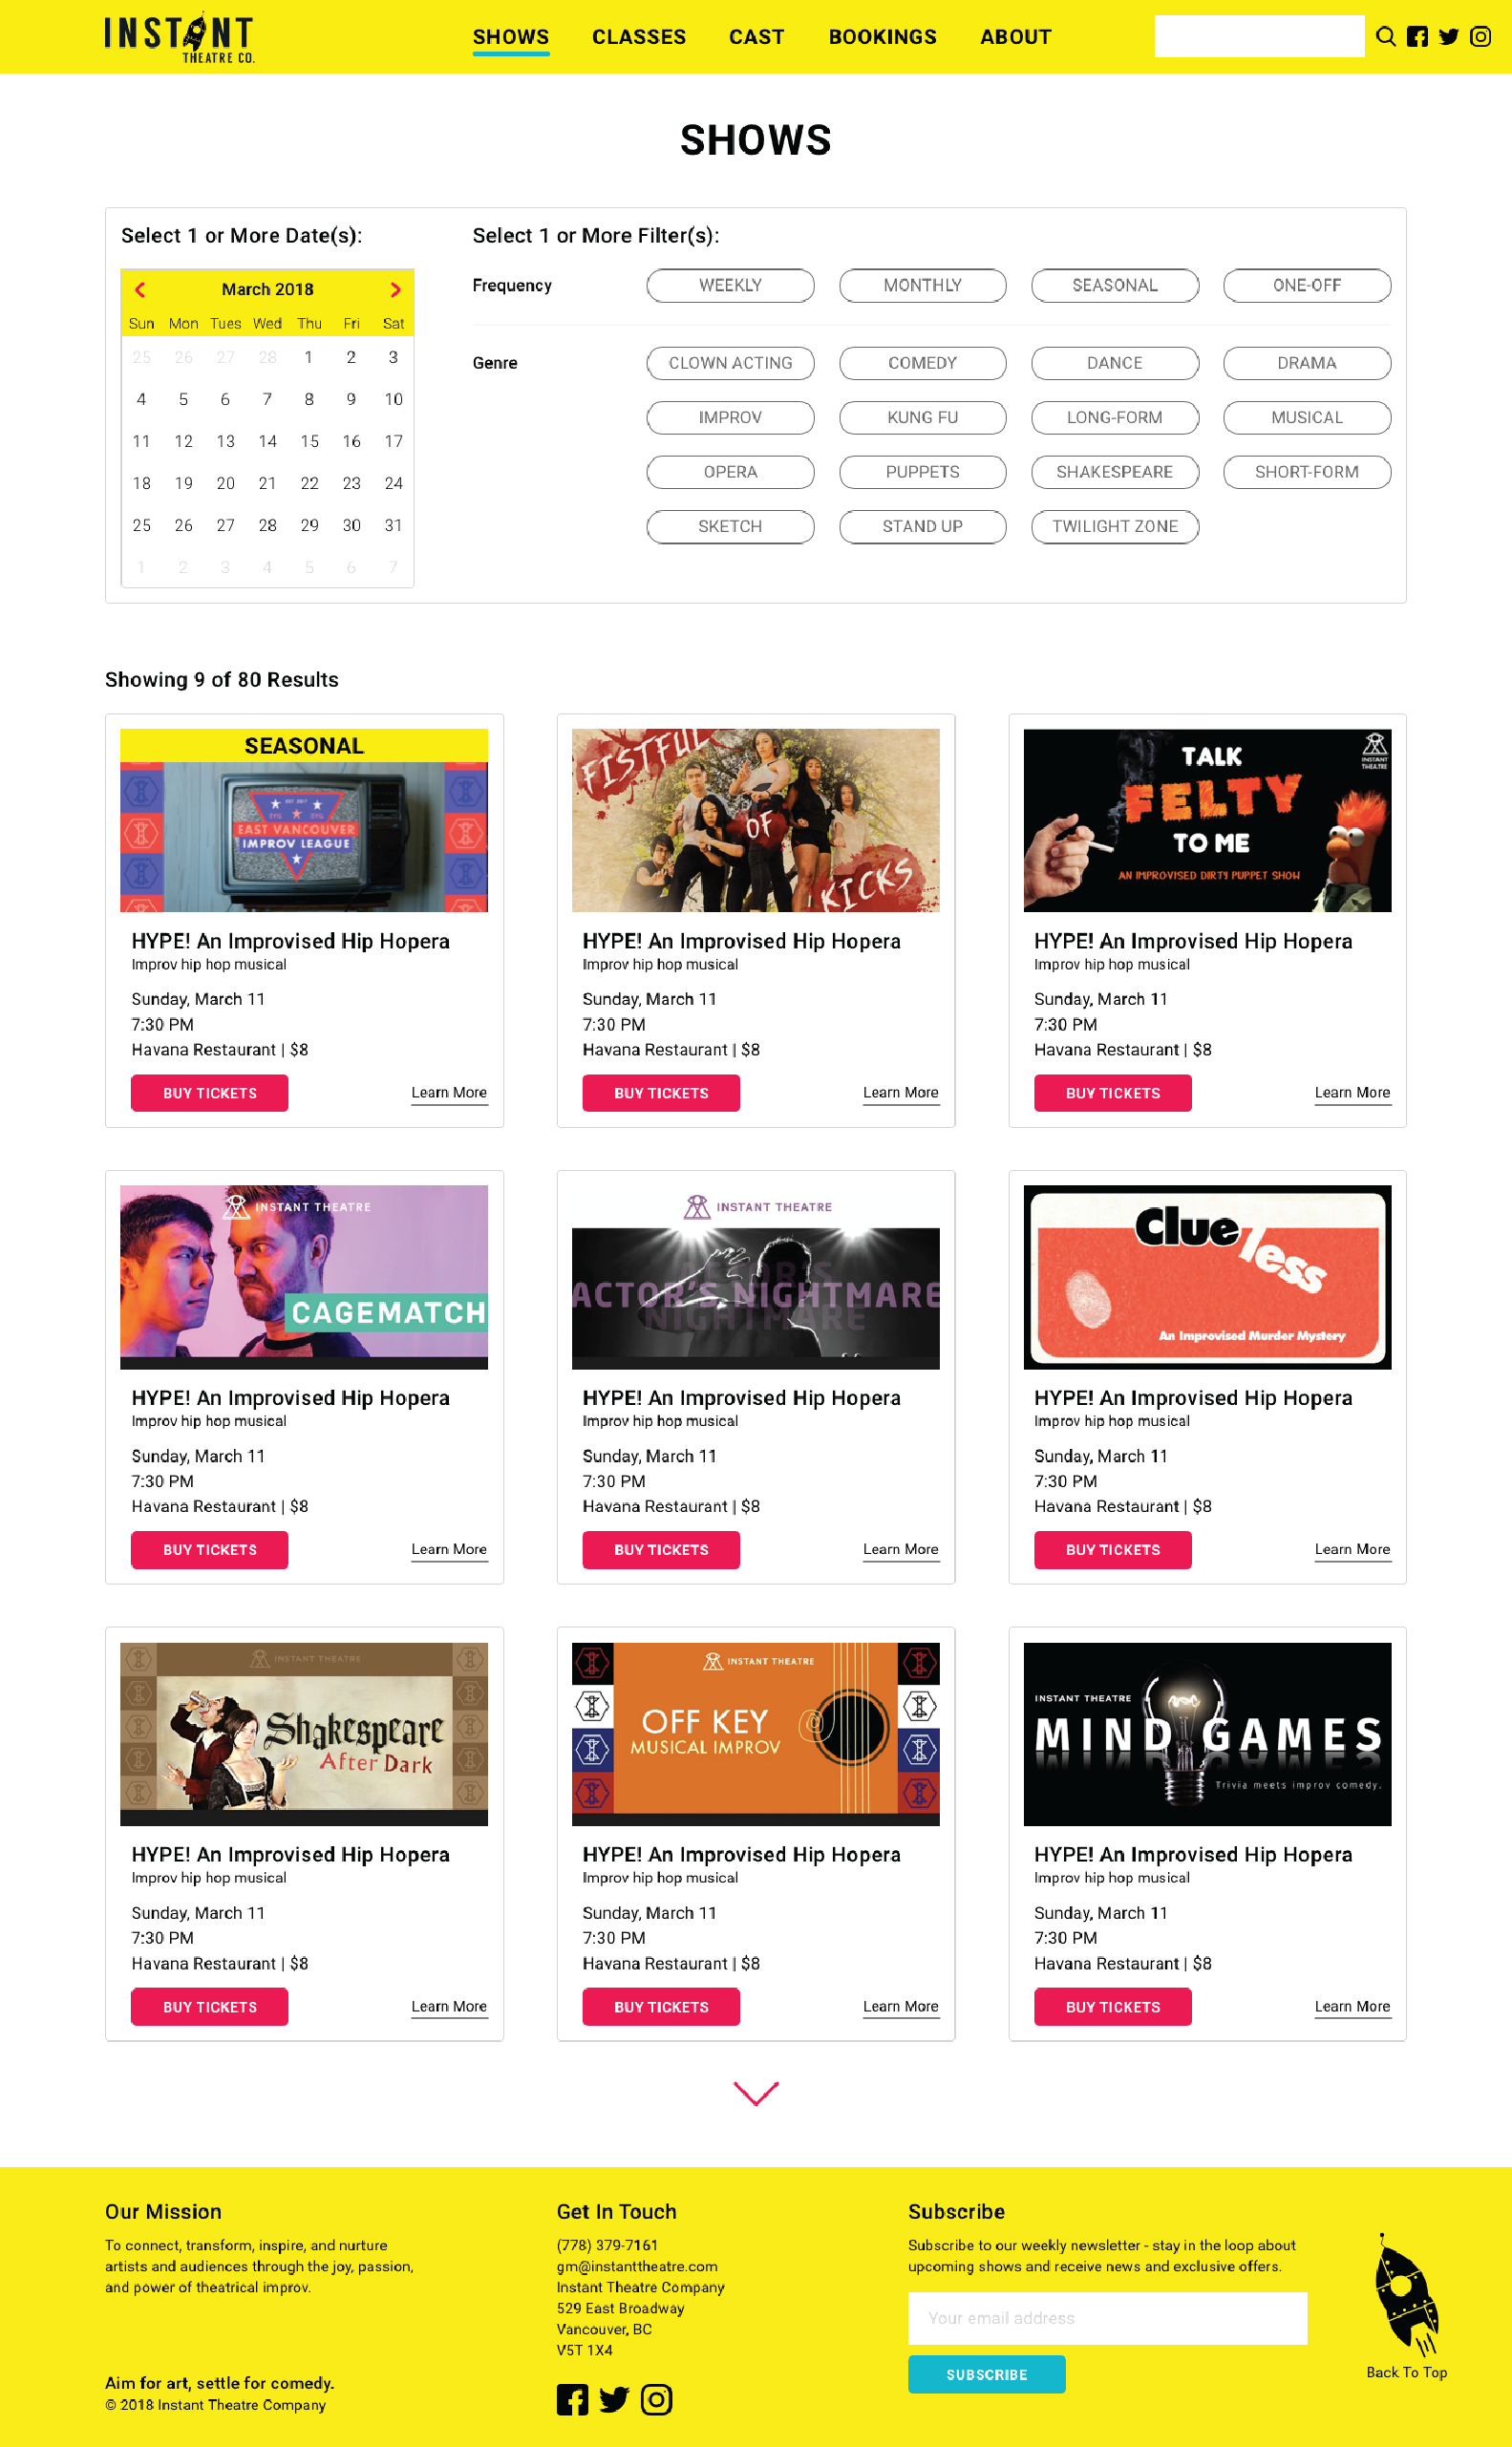 INSTANT
THEATRE CO.
SHOWS CLASSES CAST BOOKINGS ABOUT
SHOWS
Select 1 or More Date(s):
March 2018
Sun Mon Tues Wed Thu Fri Sat
25 26 27 28 1 2 3
4 5 6 7 8 9 10
11 12 13 14 15 16 17
18 19 20 21 22 23 24
25 26 27 28 29 30 31
1 2 3 4 5 6 7
Select 1 or More Filter(s):
Frequency WEEKLY MONTHLY SEASONAL ONE-OFF
Genre CLOWN ACTING COMEDY DANCE DRAMA
IMPROV KUNG FU LONG-FORM MUSICAL
OPERA PUPPETS SHAKESPEARE SHORT-FORM
SKETCH STAND UP TWILIGHT ZONE
Showing 9 of 80 Results
SEASONAL
EAST VANCOUVER
IMPROV LEAGUE
HYPE! An Improvised Hip Hopera
Improv hip hop musical
Sunday, March 11
7:30 PM
Havana Restaurant | $8
BUY TICKETS Learn More
FISTFUL
OF
KICKS
HYPE! An Improvised Hip Hopera
Improv hip hop musical
Sunday, March 11
7:30 PM
Havana Restaurant | $8
BUY TICKETS Learn More
INSTANT
THEATRE
TALK
FELTY
TO ME
AN IMPROVISED DIRTY PUPPET SHOW
HYPE! An Improvised Hip Hopera
Improv hip hop musical
Sunday, March 11
7:30 PM
Havana Restaurant | $8
BUY TICKETS Learn More
INSTANT THEATRE
CAGEMATCH
HYPE! An Improvised Hip Hopera
Improv hip hop musical
Sunday, March 11
7:30 PM
Havana Restaurant | $8
BUY TICKETS Learn More
INSTANT THEATRE
ACTOR'S NIGHTMARE
NIGHTMARE
HYPE! An Improvised Hip Hopera
Improv hip hop musical
Sunday, March 11
7:30 PM
Havana Restaurant | $8
BUY TICKETS Learn More
Clueless
An Improvised Murder Mystery
HYPE! An Improvised Hip Hopera
Improv hip hop musical
Sunday, March 11
7:30 PM
Havana Restaurant | $8
BUY TICKETS Learn More
INSTANT THEATRE
Shakespeare
After Dark
HYPE! An Improvised Hip Hopera
Improv hip hop musical
Sunday, March 11
7:30 PM
Havana Restaurant | $8
BUY TICKETS Learn More
INSTANT THEATRE
OFF KEY
MUSICAL IMPROV
HYPE! An Improvised Hip Hopera
Improv hip hop musical
Sunday, March 11
7:30 PM
Havana Restaurant | $8
BUY TICKETS Learn More
INSTANT THEATRE
MIND GAMES
Trivia meets improv comedy.
HYPE! An Improvised Hip Hopera
Improv hip hop musical
Sunday, March 11
7:30 PM
Havana Restaurant | $8
BUY TICKETS Learn More
Our Mission
To connect, transform, inspire, and nurture
artists and audiences through the joy, passion,
and power of theatrical improv.
Aim for art, settle for comedy.
© 2018 Instant Theatre Company
Get In Touch
(778) 379-7161
gm@instanttheatre.com
Instant Theatre Company
529 East Broadway
Vancouver, BC
V5T 1X4
Subscribe
Subscribe to our weekly newsletter - stay in the loop about
upcoming shows and receive news and exclusive offers.
Your email address
SUBSCRIBE
Back To Top